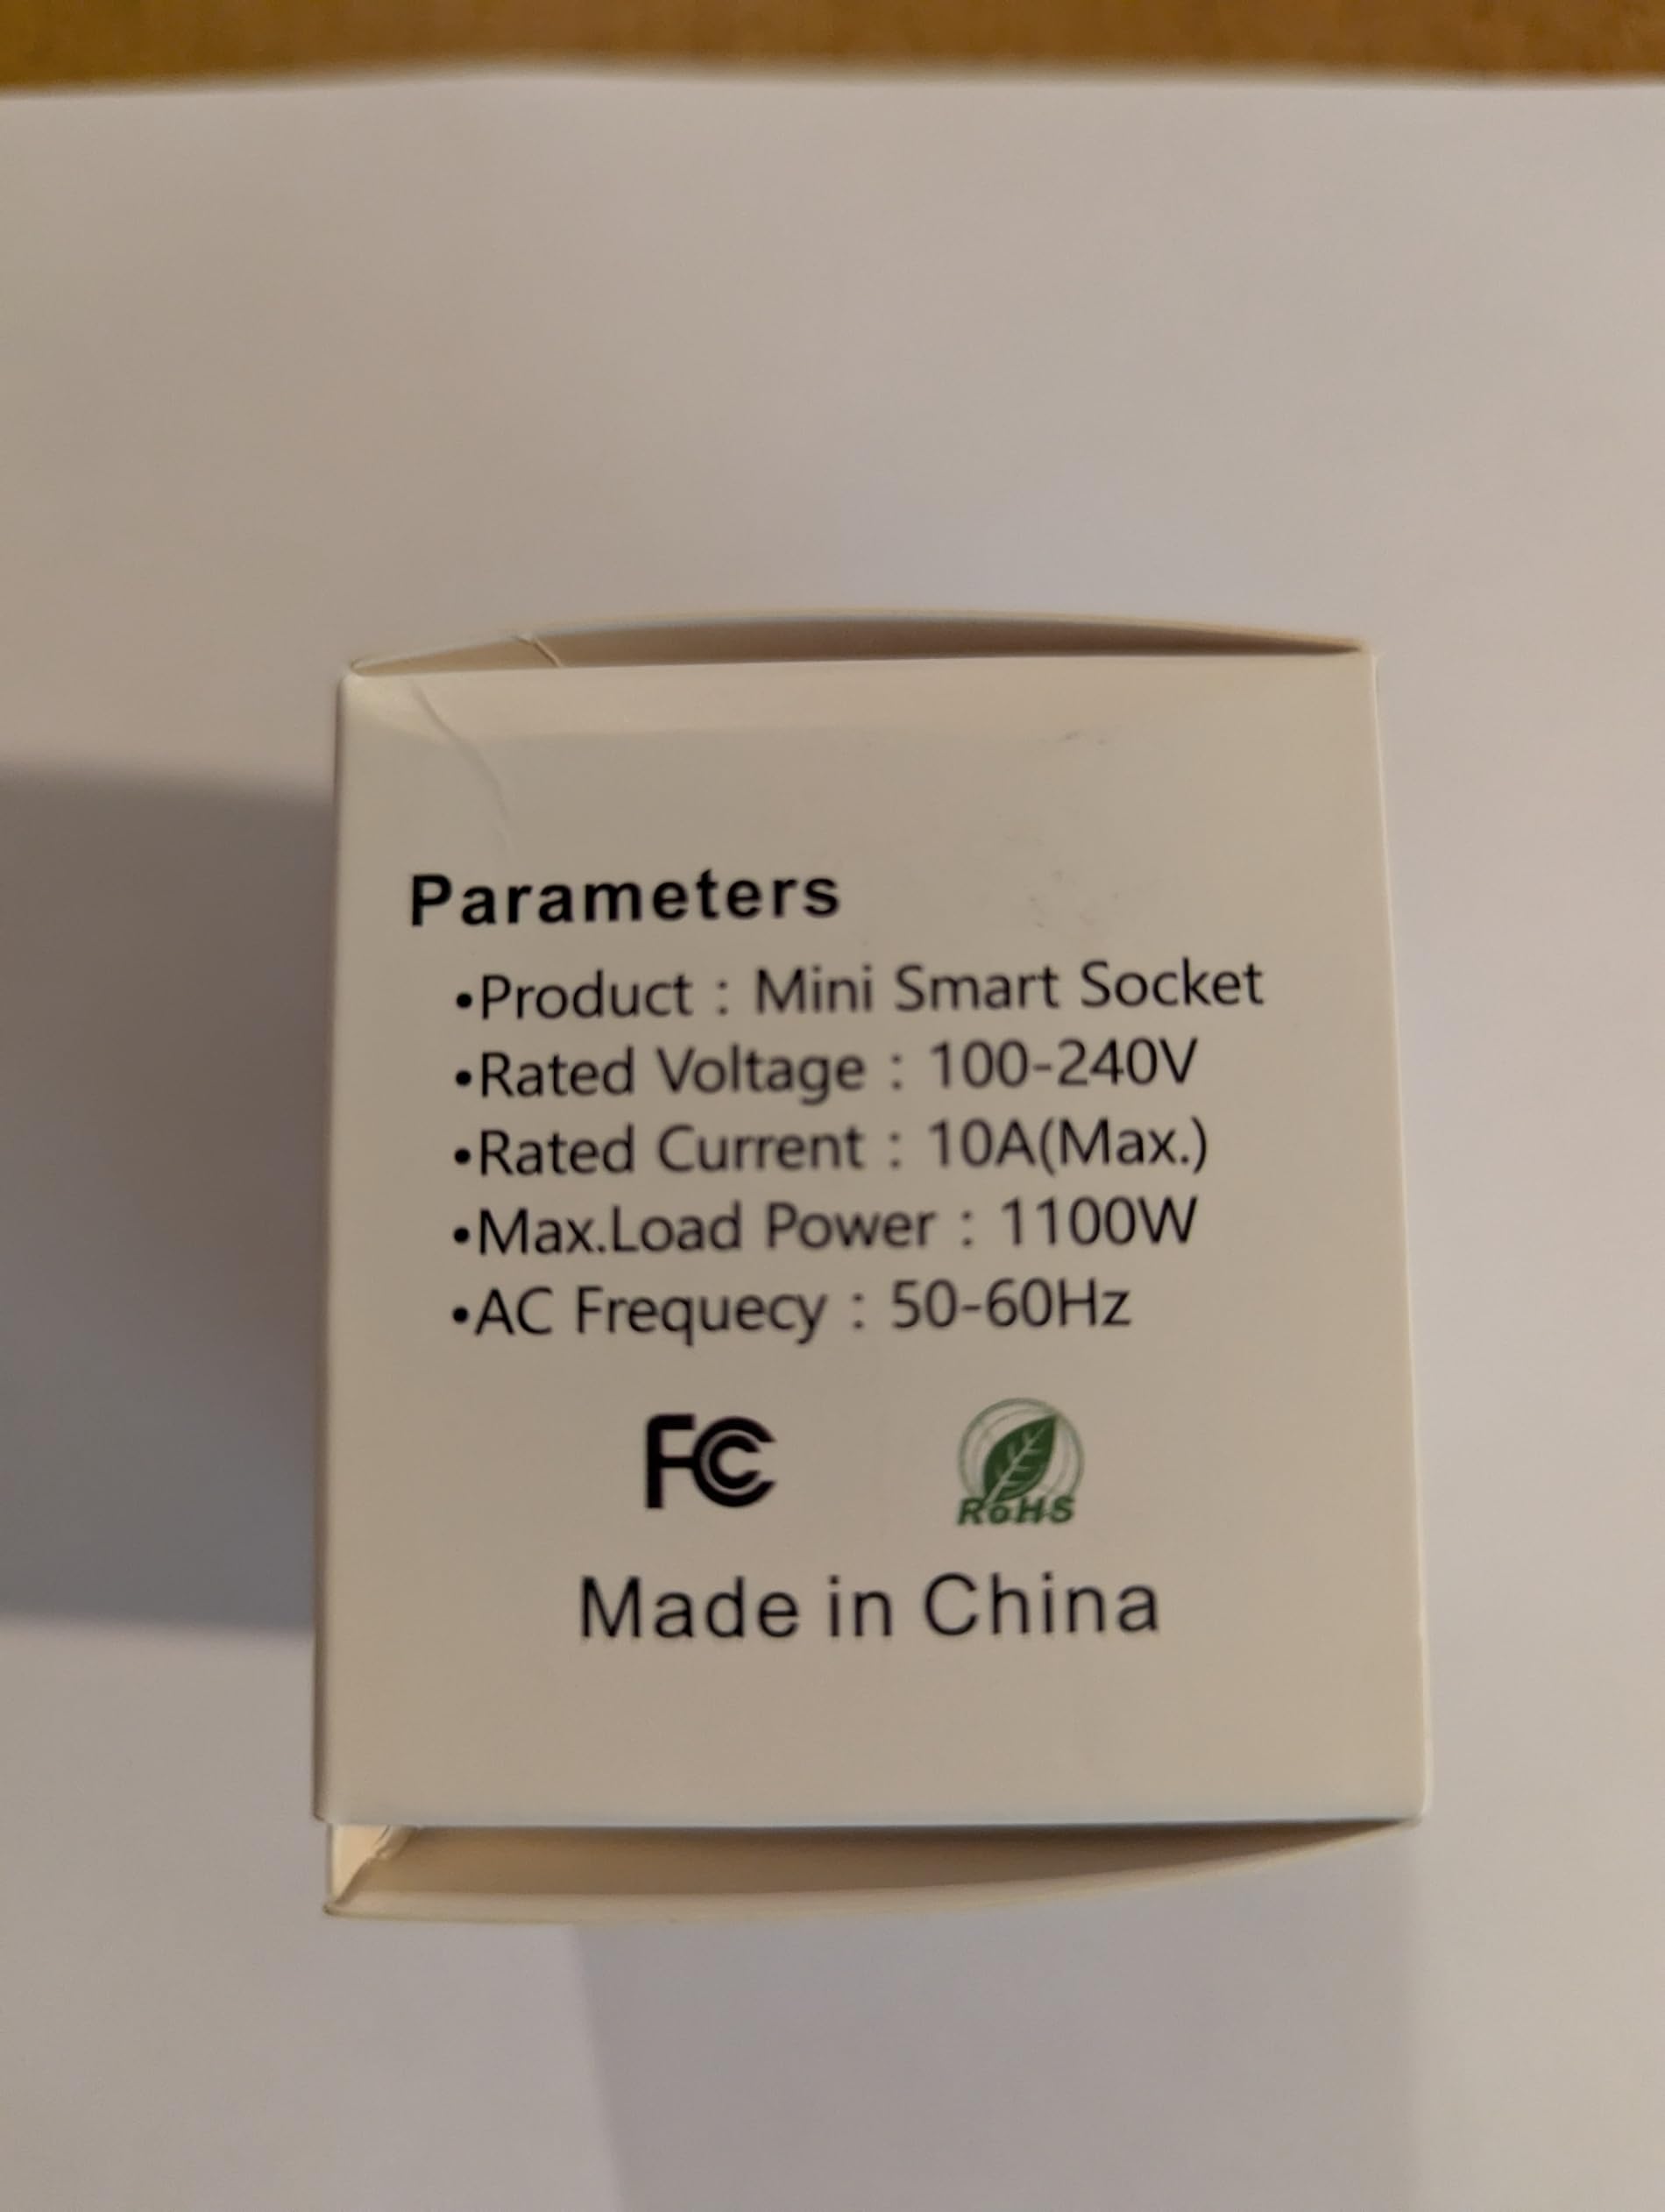 Parameters
•Product : Mini Smart Socket
•Rated Voltage : 100-240V
•Rated Current : 10A(Max.)
•Max.Load Power : 1100W
•AC Frequecy : 50-60Hz
FC RoHS
Made in China